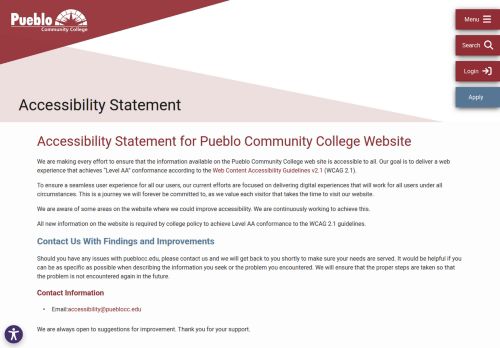 Pueblo
Community College
Menu
Search
Login
Apply
Accessibility Statement
Accessibility Statement for Pueblo Community College Website
We are making every effort to ensure that the information available on the Pueblo Community College web site is accessible to all. Our goal is to deliver a web
experience that achieves "Level AA" conformance according to the Web Content Accessibility Guidelines v2.1 (WCAG 2.1).
To ensure a seamless user experience for all our users, our current efforts are focused on delivering digital experiences that will work for all users under all
circumstances. This is a journey we will forever be committed to, as we value each visitor that takes the time to visit our website.
We are aware of some areas on the website where we could improve accessibility. We are continuously working to achieve this.
All new information on the website is required by college policy to achieve Level AA conformance to the WCAG 2.1 guidelines.
Contact Us With Findings and Improvements
Should you have any issues with pueblocc.edu, please contact us and we will get back to you shortly to make sure your needs are served. It would be helpful if you
can be as specific as possible when describing the information you seek or the problem you encountered. We will ensure that the proper steps are taken so that
the problem is not encountered again in the future.
Contact Information
Email:accessibility@pueblocc.edu
We are always open to suggestions for improvement. Thank you for your support.